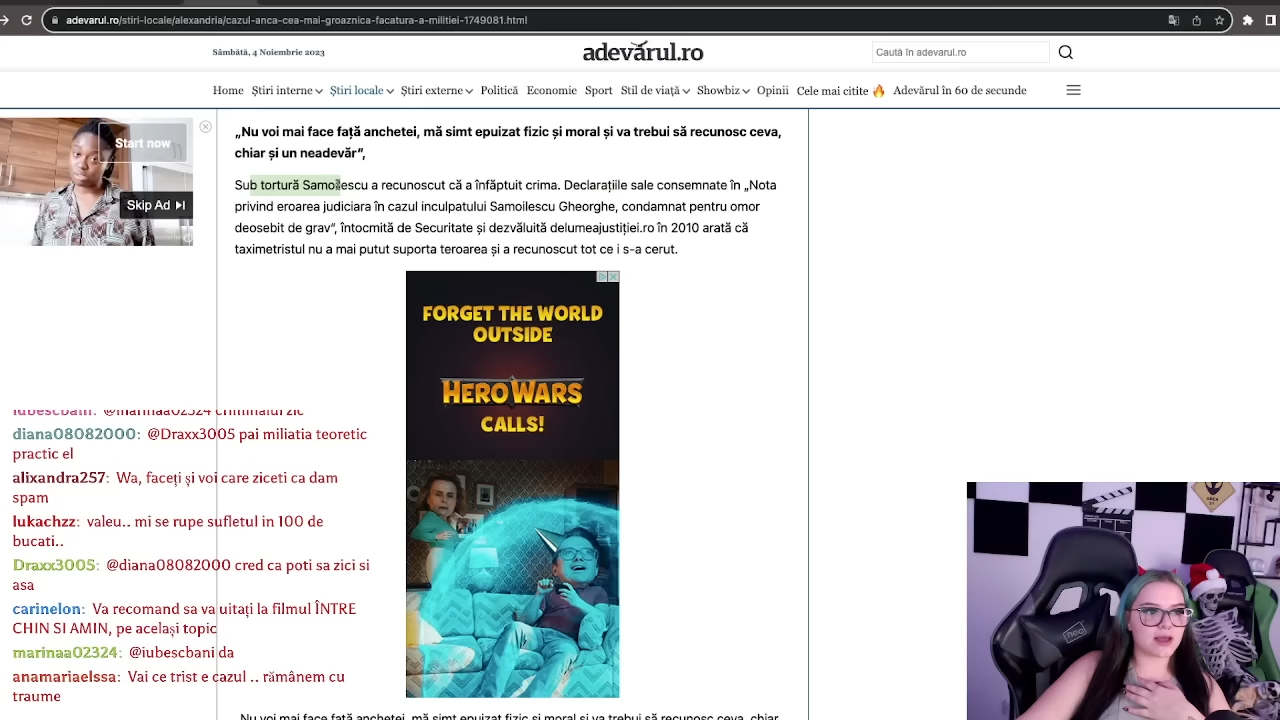 adevarul.ro/stiri-locale/alexandria/cazul-samoilescu-groaznica-eroare-judiciara-a-militiei-1749081.html
Sâmbătă, 4 Noiembrie 2023
adevărul.ro
Caută în adevarul.ro
Home Știri interne Știri locale Știri externe Politică Economie Sport Stil de viață Showbiz Opinii Cele mai citite 🔥 Adevărul în 60 de secunde
„Nu voi mai face față anchetei, mă simt epuizat fizic și moral și va trebui să recunosc ceva,
chiar și un neadevăr”,
Sub tortură Samoilescu a recunoscut că a înfăptuit crima. Declarațiile sale consemnate în „Nota
privind eroarea judiciara în cazul inculpatului Samoilescu Gheorghe, condamnat pentru omor
deosebit de grav”, întocmită de Securitate și dezvăluită delumeajustiției.ro în 2010 arată că
taximetristul nu a mai putut suporta teroarea și a recunoscut tot ce i s-a cerut.
Start now
Skip Ad
FORGET THE WORLD
OUTSIDE
HERO WARS
CALLS!
iubescbani: @marinaa02324 criminalul zic
diana08082000: @Draxx3005 pai miliatia teoretic
practic el
alixandra257: Wa, faceți și voi care ziceti ca dam
spam
lukachzz: valeu.. mi se rupe sufletul in 100 de
bucati..
Draxx3005: @diana08082000 cred ca poti sa zici si
asa
carinelon: Va recomand sa va uitați la filmul ÎNTRE
CHIN SI AMIN, pe același topic
marinaa02324: @iubescbani da
anamariaelssa: Vai ce trist e cazul .. rămânem cu
traume
„Nu voi mai face față anchetei, mă simt epuizat fizic și moral și va trebui să recunosc ceva, chiar
neo
AREA
51